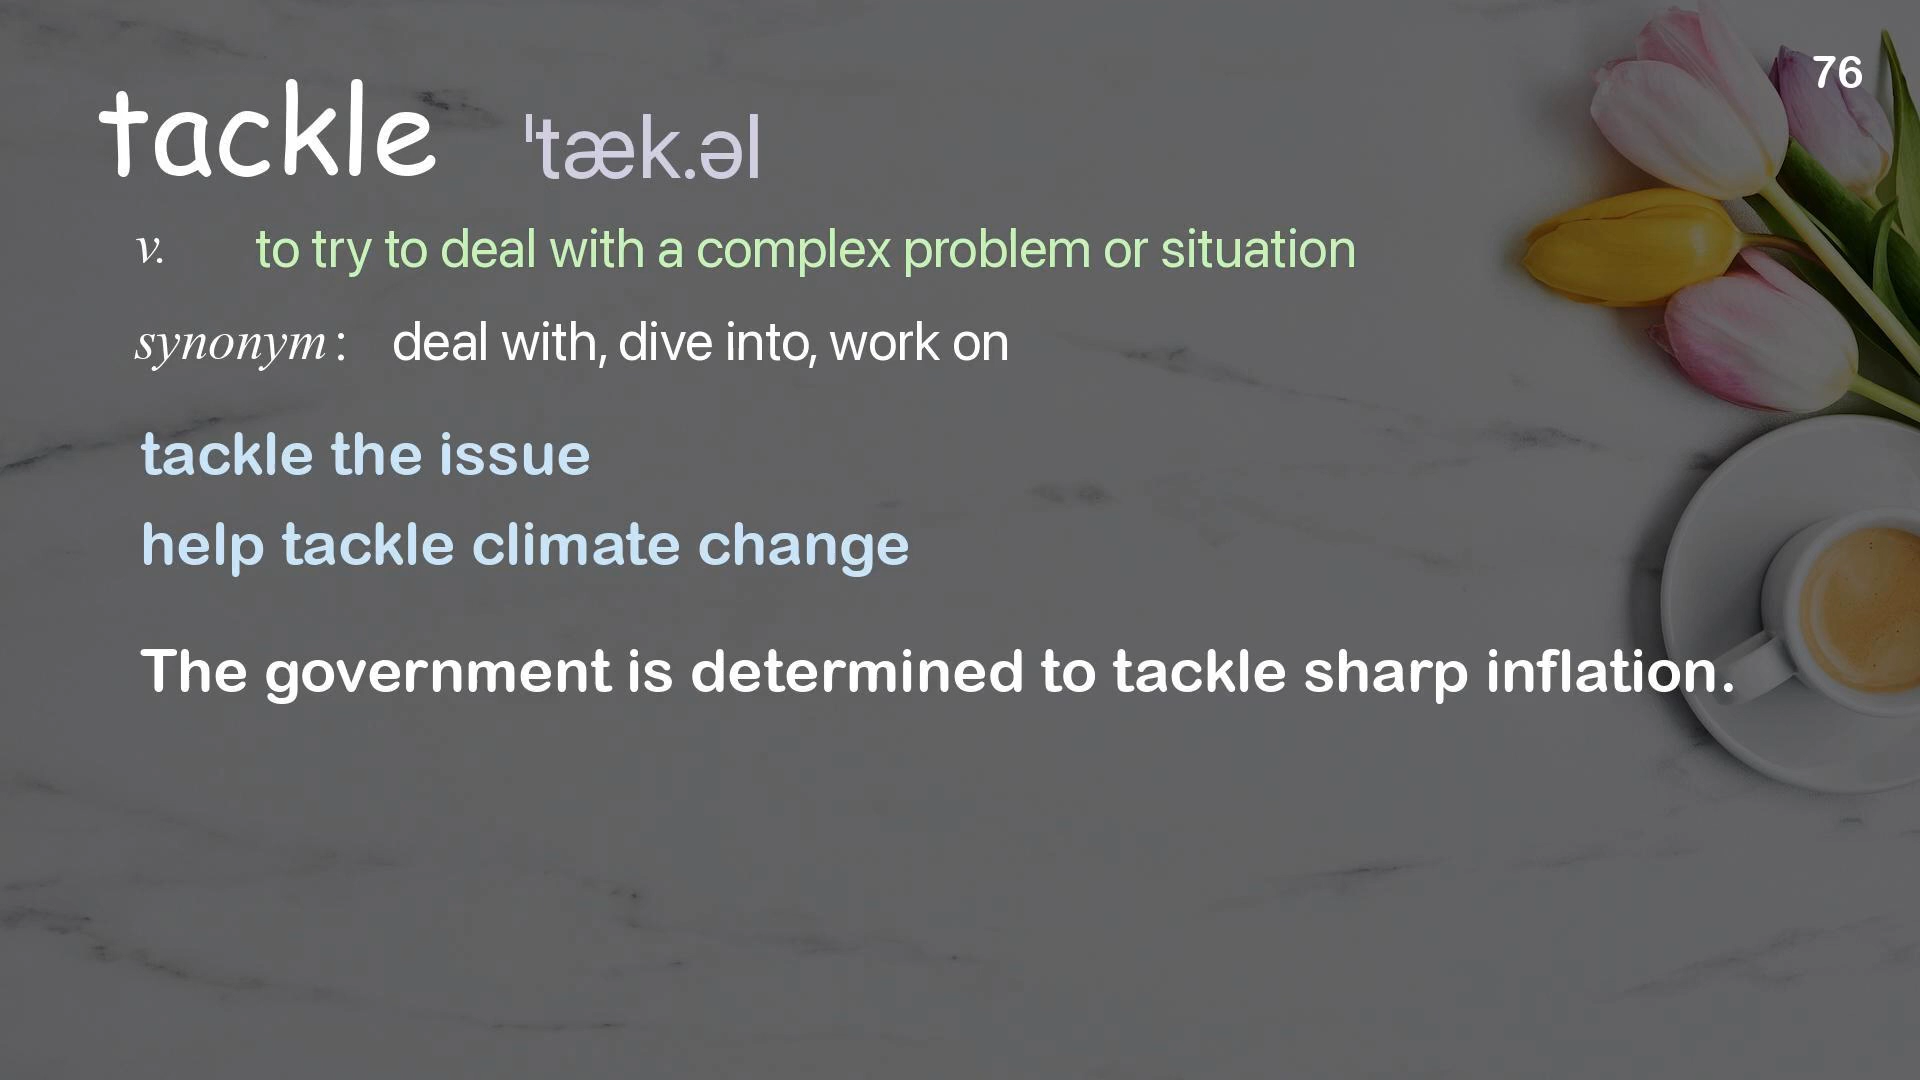 76
tackle ˈtæk.əl
v. to try to deal with a complex problem or situation
synonym: deal with, dive into, work on
tackle the issue
help tackle climate change
The government is determined to tackle sharp inflation.